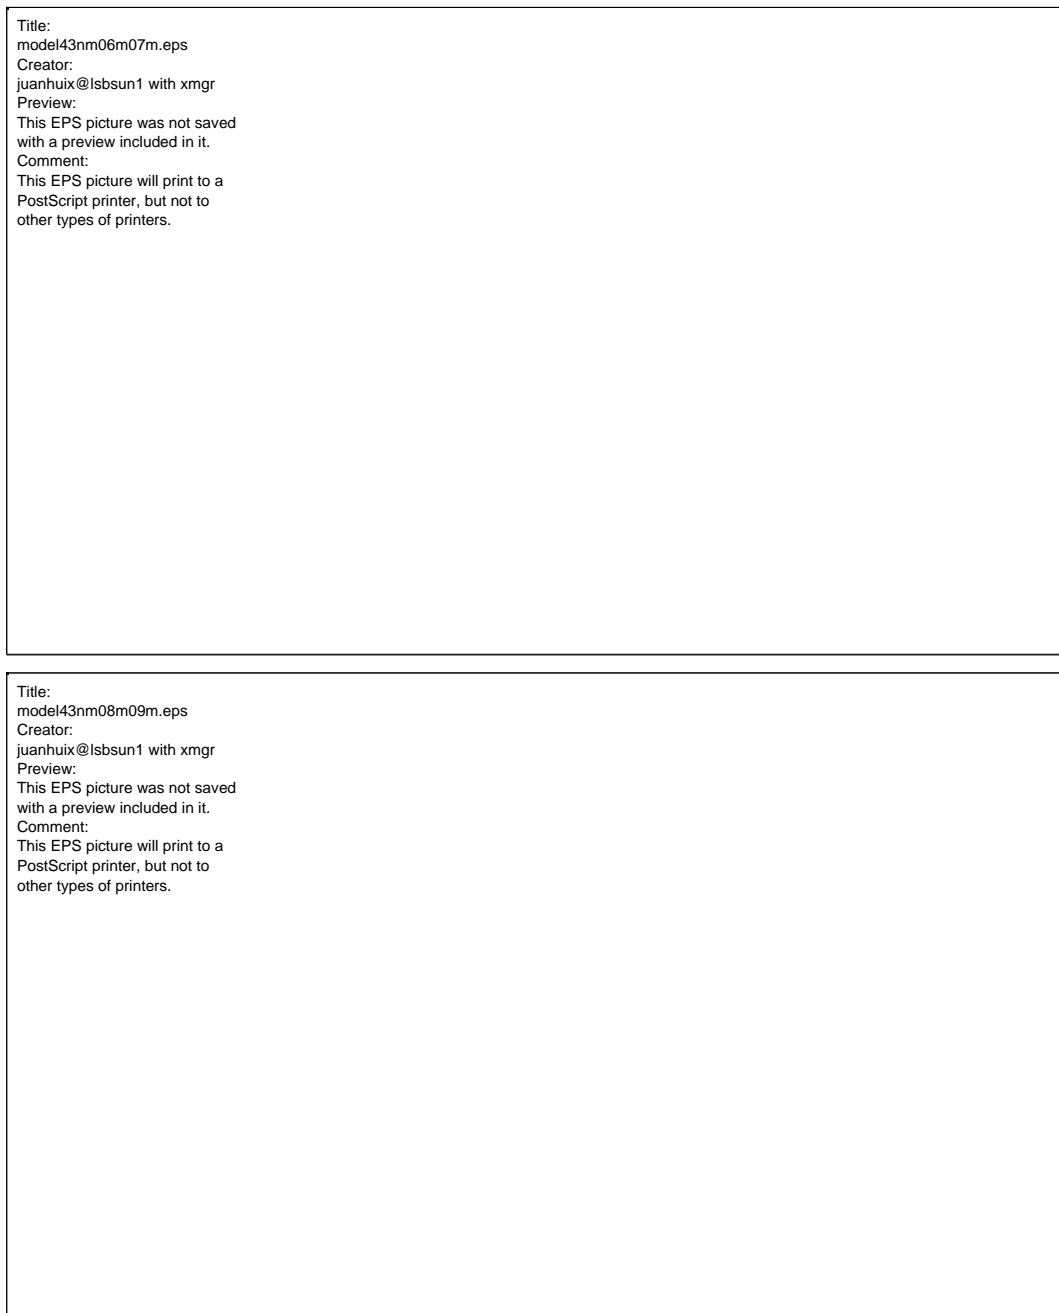 Title:
model43nm06m07m.eps
Creator:
juanhuix@lsbsun1 with xmgr
Preview:
This EPS picture was not saved
with a preview included in it.
Comment:
This EPS picture will print to a
PostScript printer, but not to
other types of printers.
Title:
model43nm08m09m.eps
Creator:
juanhuix@lsbsun1 with xmgr
Preview:
This EPS picture was not saved
with a preview included in it.
Comment:
This EPS picture will print to a
PostScript printer, but not to
other types of printers.